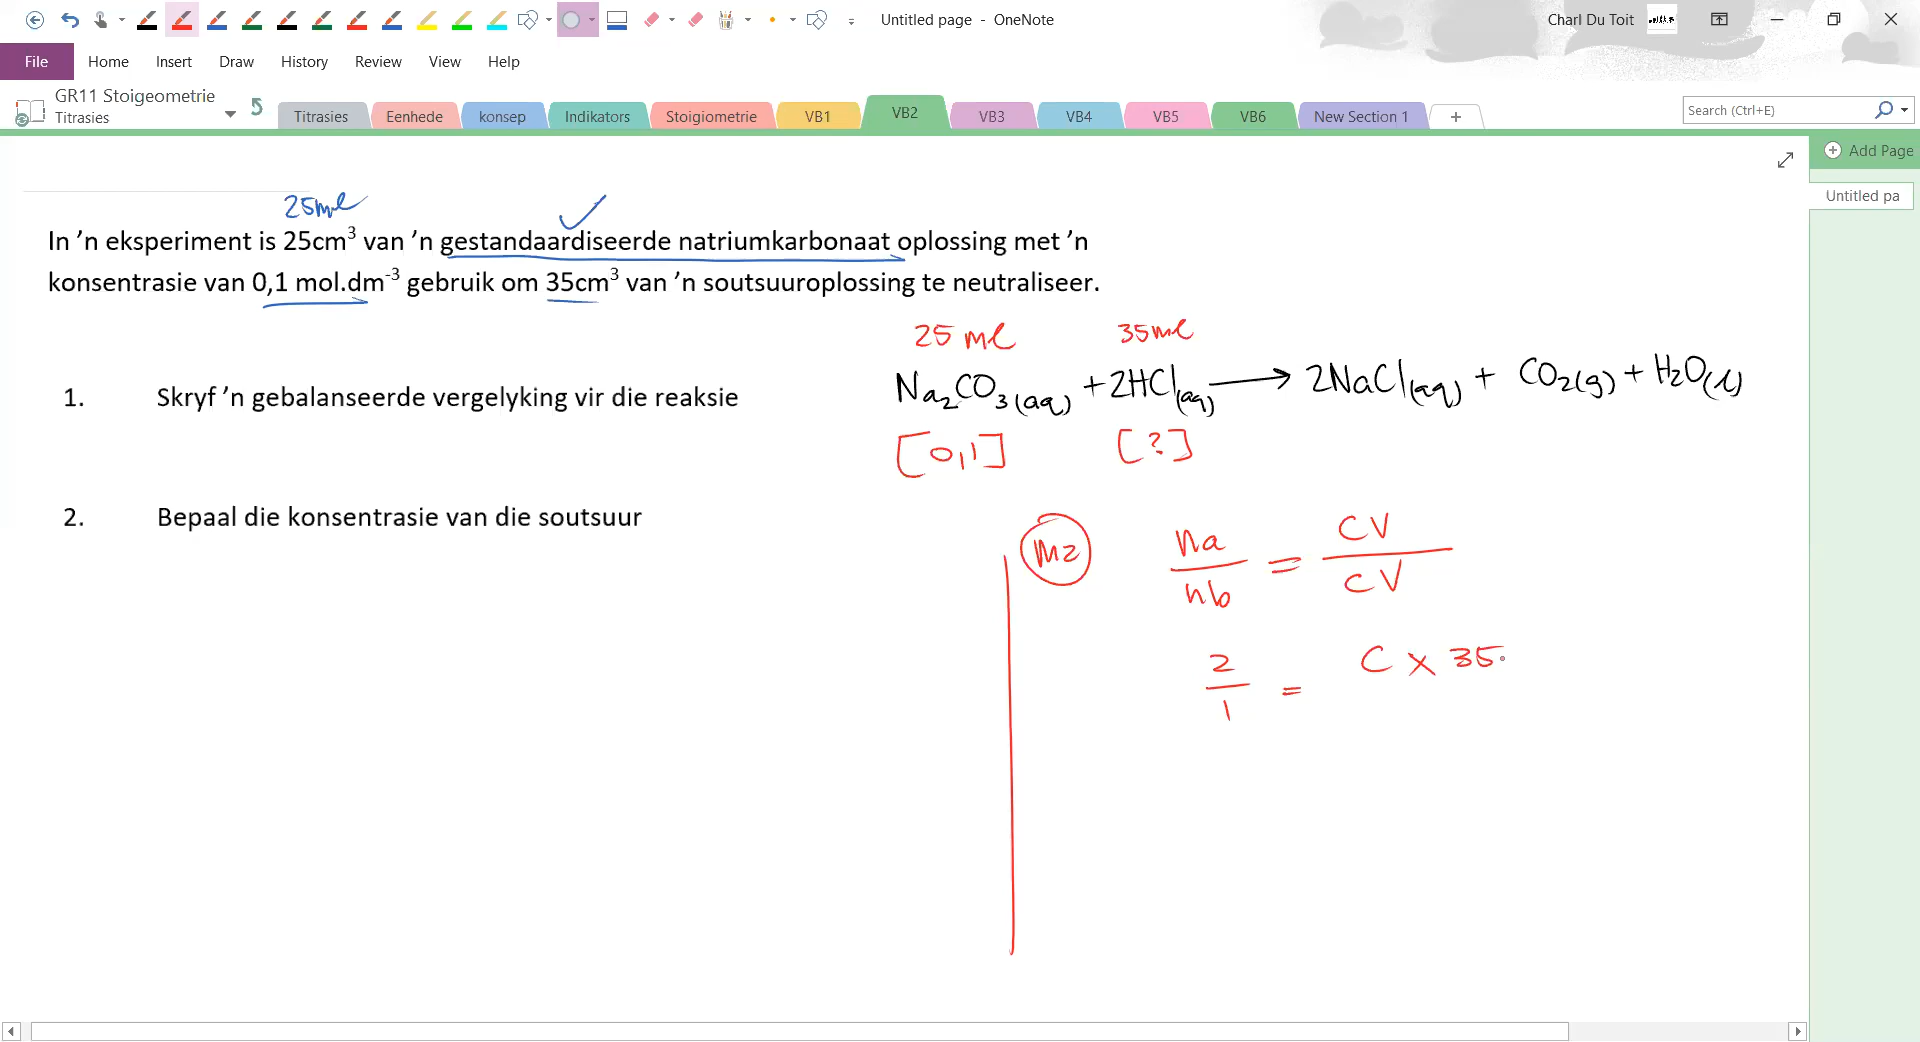 Untitled page - OneNote
Charl Du Toit
File Home Insert Draw History Review View Help
GR11 Stoigeometrie
Titrasies
Titrasies Eenhede konsep Indikators Stoigiometrie VB1 VB2 VB3 VB4 VB5 VB6 New Section 1 +
Search (Ctrl+E)
Add Page
Untitled pa
25ml
In 'n eksperiment is 25cm³ van 'n gestandaardiseerde natriumkarbonaat oplossing met 'n
konsentrasie van 0,1 mol.dm⁻³ gebruik om 35cm³ van 'n soutsuuroplossing te neutraliseer.
25 ml 35ml
1. Skryf 'n gebalanseerde vergelyking vir die reaksie
Na₂CO₃(aq) + 2HCl(aq) → 2NaCl(aq) + CO₂(g) + H₂O(l)
[0,1] [?]
2. Bepaal die konsentrasie van die soutsuur
M2
na/nb = CV/CV
2/1 = C × 35